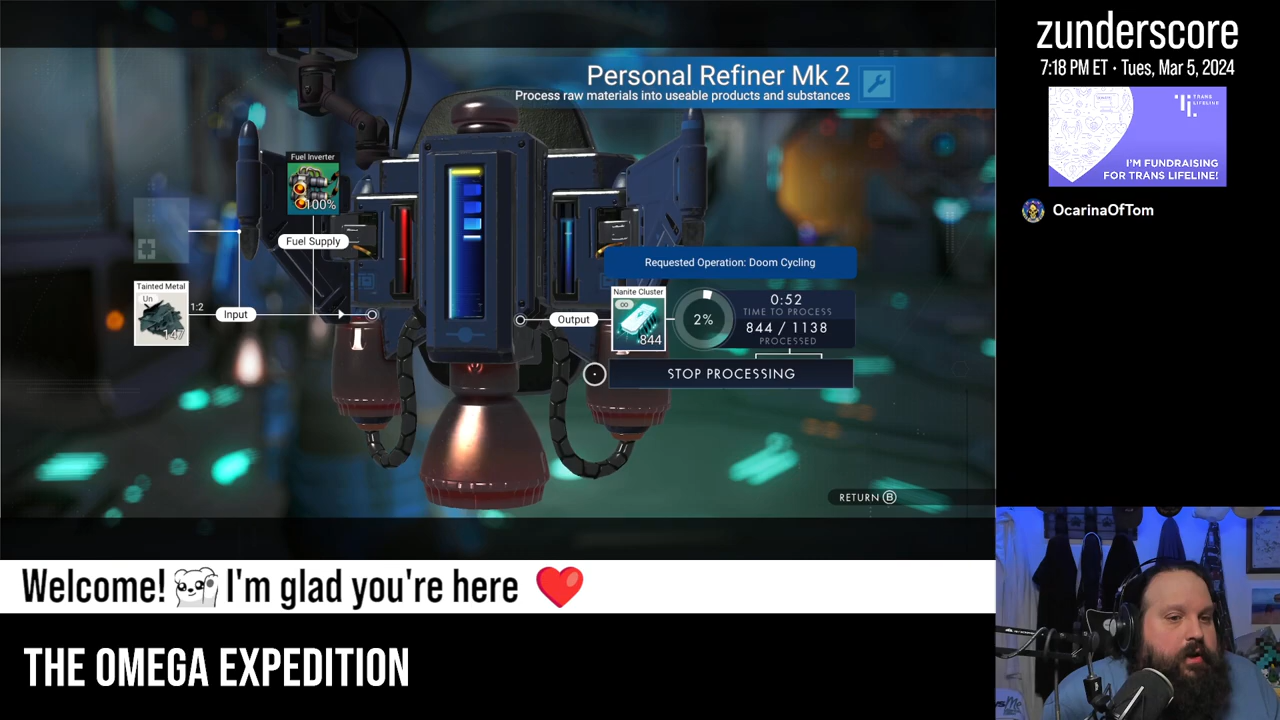 Personal Refiner Mk 2
Process raw materials into useable products and substances
Fuel Inverter
100%
Fuel Supply
Tainted Metal
Un
147
1:2
Input
Requested Operation: Doom Cycling
Nanite Cluster
844
Output
2%
0:52
TIME TO PROCESS
844 / 1138
PROCESSED
STOP PROCESSING
RETURN B
zunderscore
7:18 PM ET · Tues, Mar 5, 2024
TRANS
LIFELINE
I'M FUNDRAISING
FOR TRANS LIFELINE!
OcarinaOfTom
Welcome! I'm glad you're here
THE OMEGA EXPEDITION